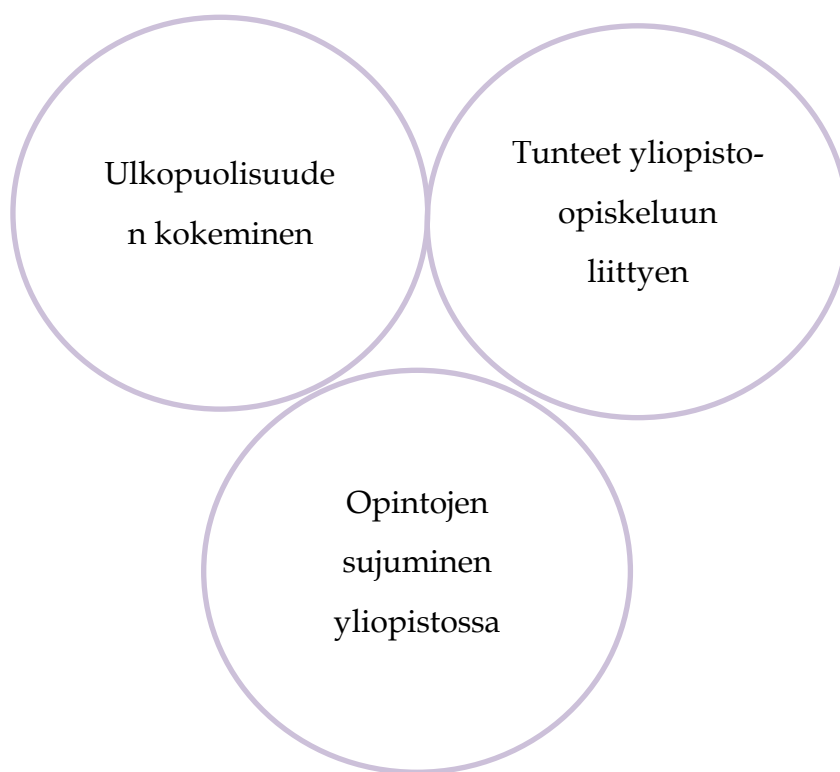 Ulkopuolisuude
n kokeminen
Tunteet yliopisto-
opiskeluun
liittyen
Opintojen
sujuminen
yliopistossa